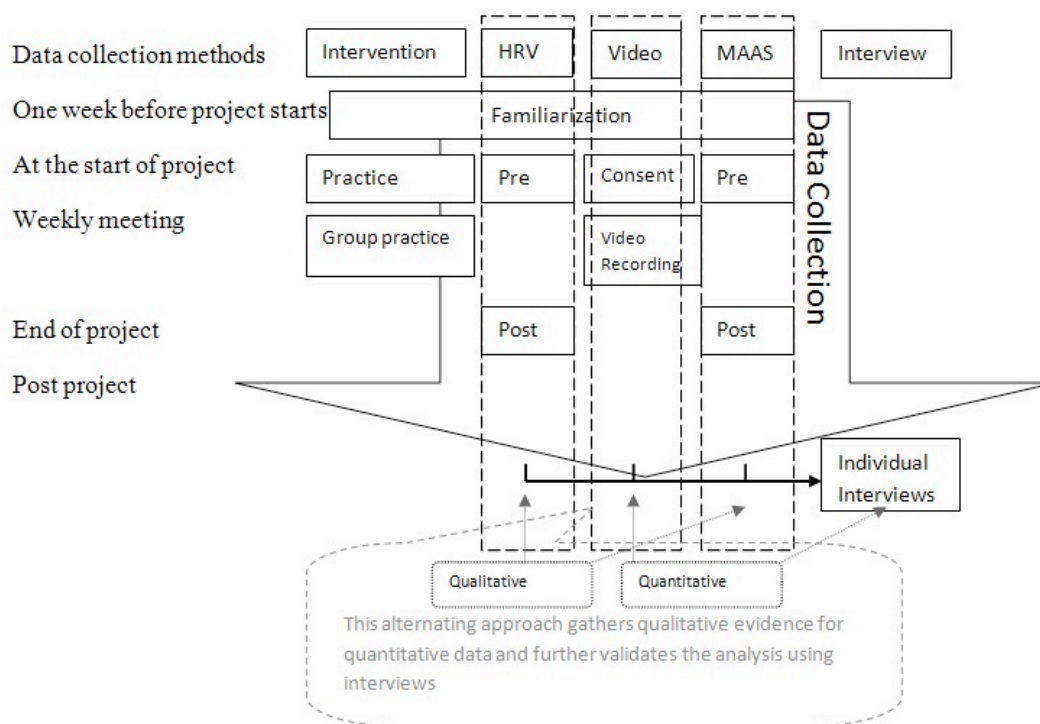 Data collection methods
Intervention
HRV
Video
MAAS
Interview
One week before project starts
Familiarization
At the start of project
Practice
Pre
Consent
Pre
Weekly meeting
Group practice
Video
Recording
Data Collection
End of project
Post
Post
Post project
Individual
Interviews
Qualitative
Quantitative
This alternating approach gathers qualitative evidence for
quantitative data and further validates the analysis using
interviews